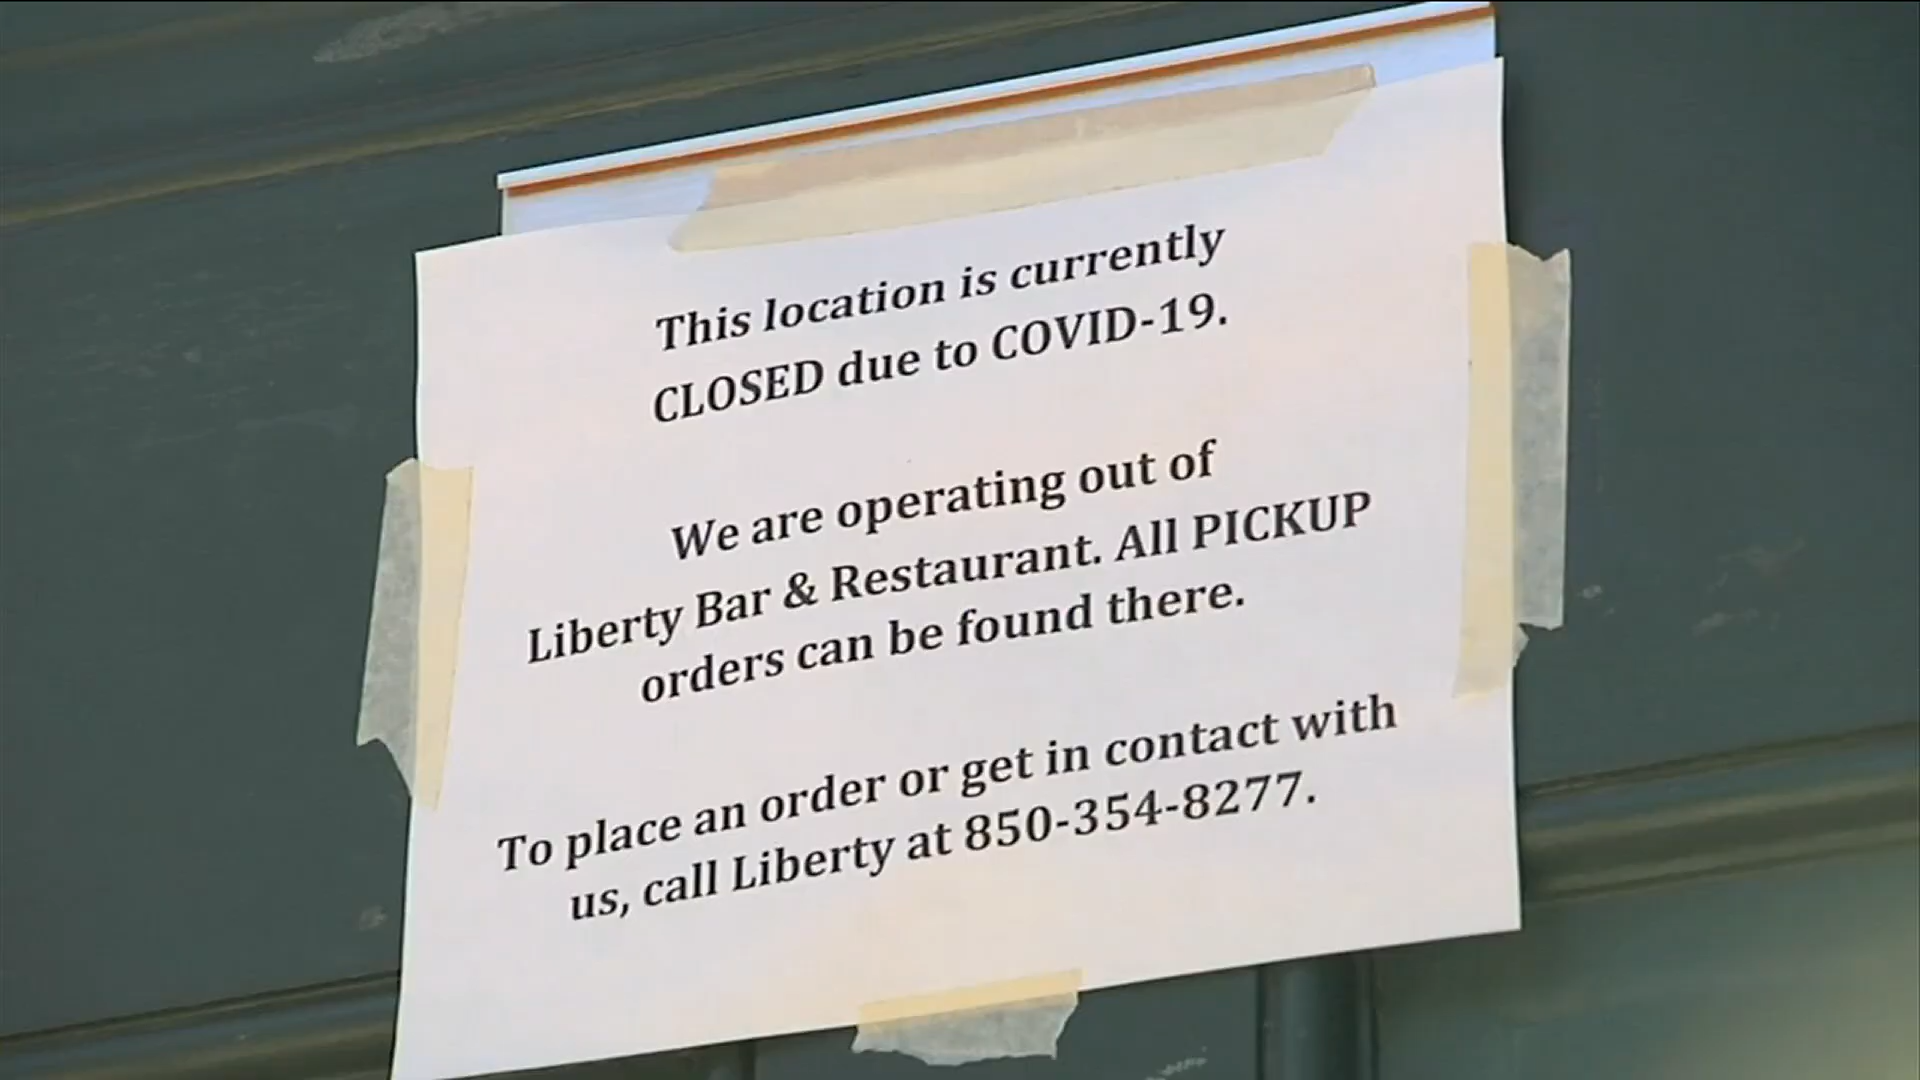 This location is currently
CLOSED due to COVID-19.
We are operating out of
Liberty Bar & Restaurant. All PICKUP
orders can be found there.
To place an order or get in contact with
us, call Liberty at 850-354-8277.